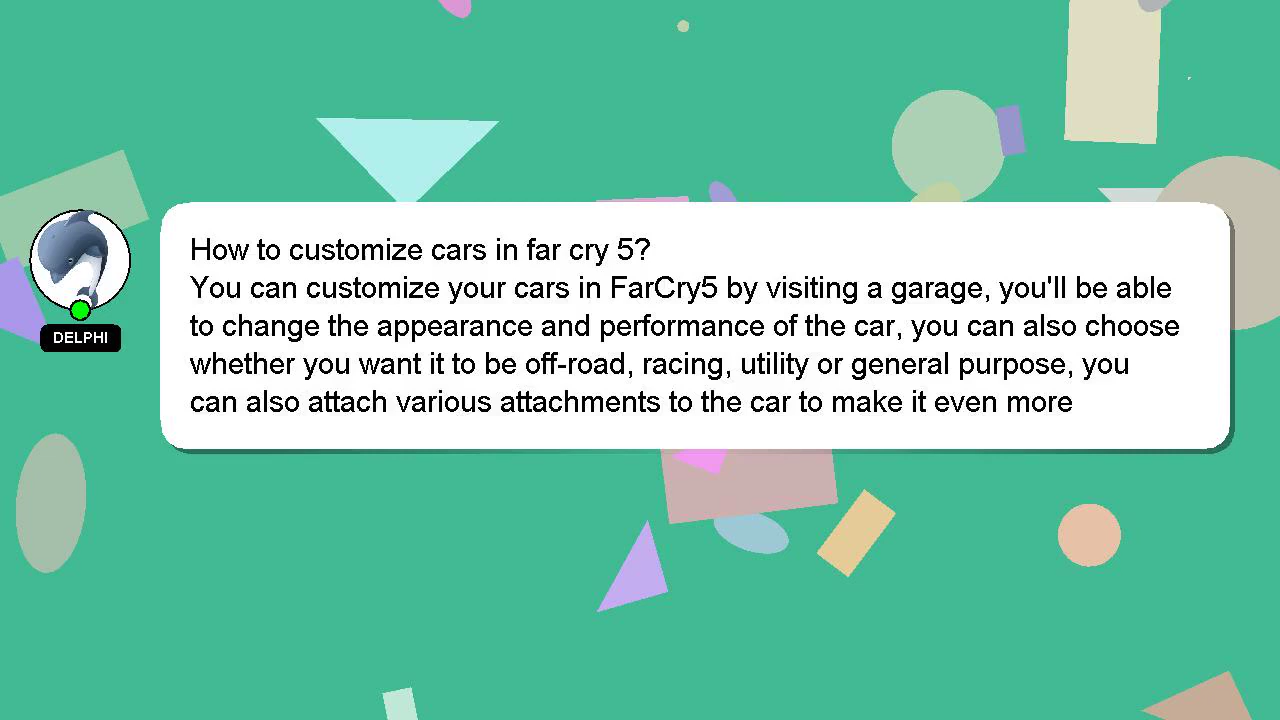 How to customize cars in far cry 5?
You can customize your cars in FarCry5 by visiting a garage, you'll be able
to change the appearance and performance of the car, you can also choose
whether you want it to be off-road, racing, utility or general purpose, you
can also attach various attachments to the car to make it even more
DELPHI